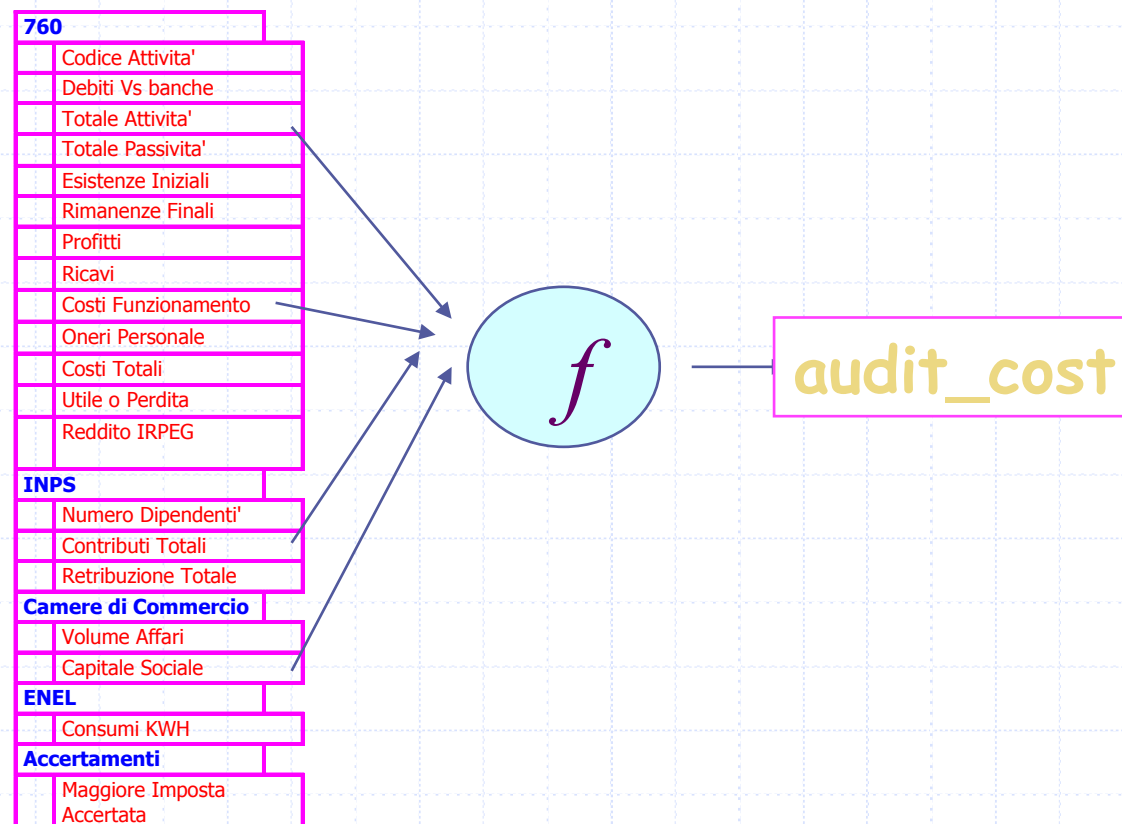 760
Codice Attivita'
Debiti Vs banche
Totale Attivita'
Totale Passivita'
Esistenze Iniziali
Rimanenze Finali
Profitti
Ricavi
Costi Funzionamento
Oneri Personale
Costi Totali
Utile o Perdita
Reddito IRPEG
INPS
Numero Dipendenti'
Contributi Totali
Retribuzione Totale
Camere di Commercio
Volume Affari
Capitale Sociale
ENEL
Consumi KWH
Accertamenti
Maggiore Imposta
Accertata
f
audit_cost